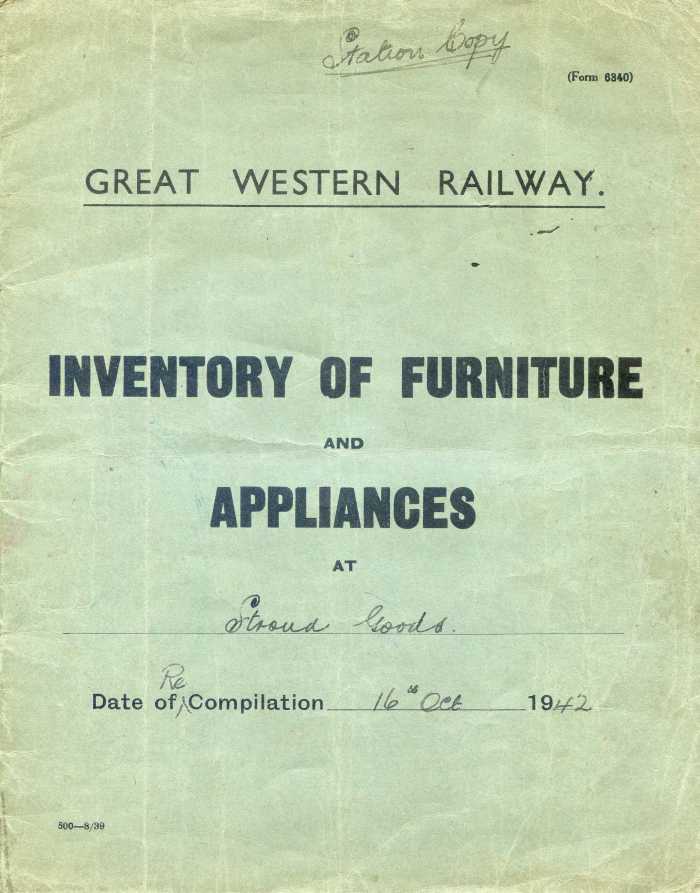 Station Copy
(Form 6340)
GREAT WESTERN RAILWAY.
INVENTORY OF FURNITURE
AND
APPLIANCES
AT
Stroud Goods.
Re
Date of Compilation 16th Oct 1942
500—8/39